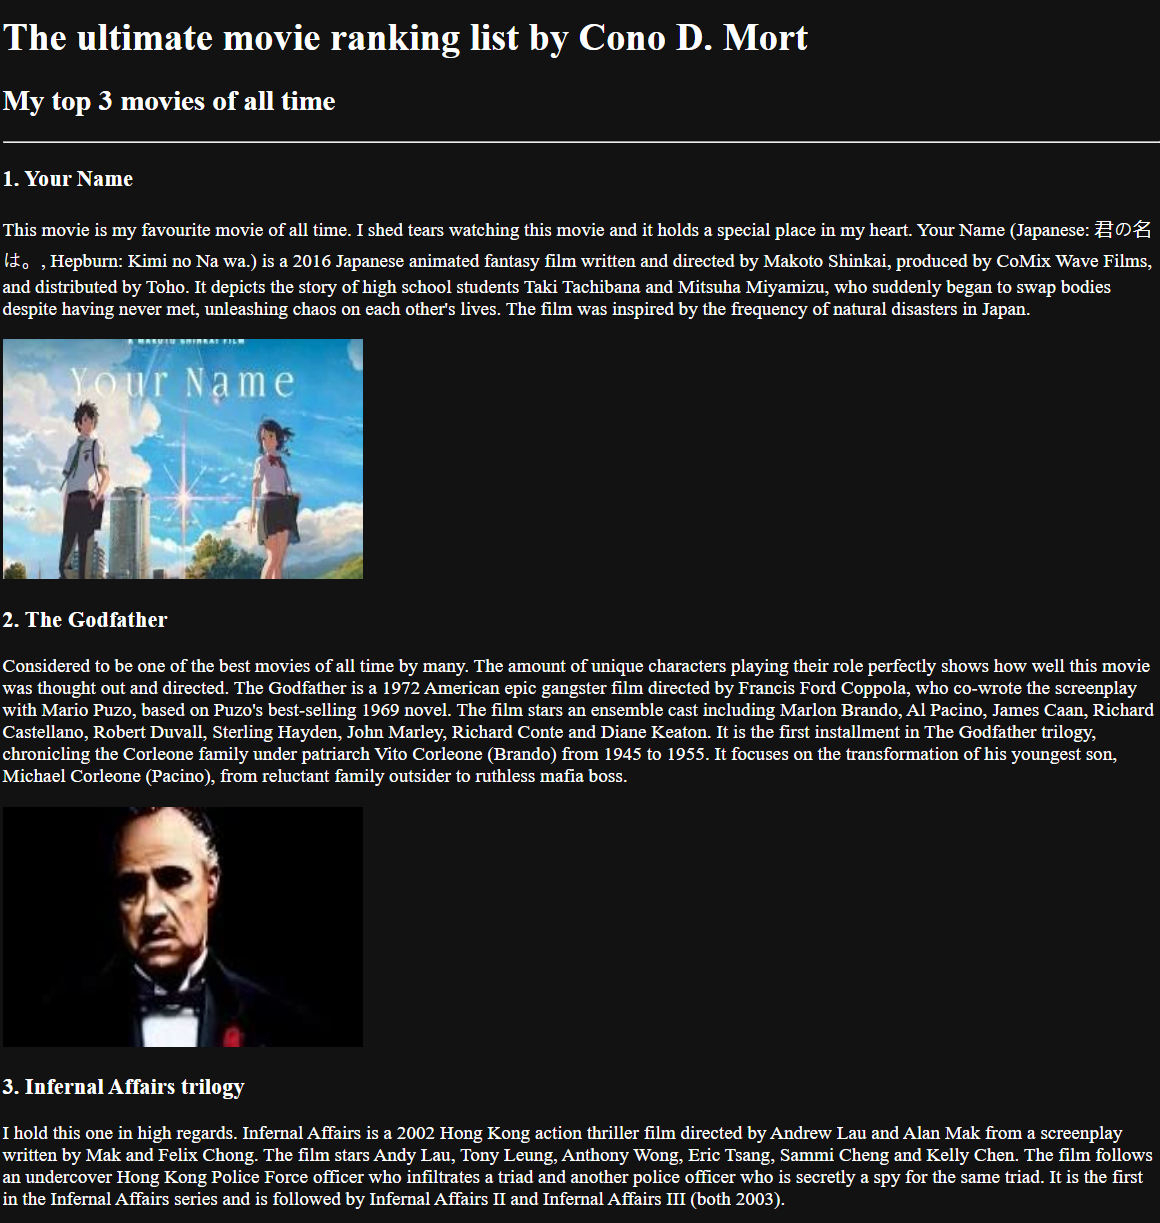 The ultimate movie ranking list by Cono D. Mort
My top 3 movies of all time
1. Your Name
This movie is my favourite movie of all time. I shed tears watching this movie and it holds a special place in my heart. Your Name (Japanese: 君の名
は。, Hepburn: Kimi no Na wa.) is a 2016 Japanese animated fantasy film written and directed by Makoto Shinkai, produced by CoMix Wave Films,
and distributed by Toho. It depicts the story of high school students Taki Tachibana and Mitsuha Miyamizu, who suddenly began to swap bodies
despite having never met, unleashing chaos on each other's lives. The film was inspired by the frequency of natural disasters in Japan.
A MAKOTO SHINKAI FILM
Your Name
2. The Godfather
Considered to be one of the best movies of all time by many. The amount of unique characters playing their role perfectly shows how well this movie
was thought out and directed. The Godfather is a 1972 American epic gangster film directed by Francis Ford Coppola, who co-wrote the screenplay
with Mario Puzo, based on Puzo's best-selling 1969 novel. The film stars an ensemble cast including Marlon Brando, Al Pacino, James Caan, Richard
Castellano, Robert Duvall, Sterling Hayden, John Marley, Richard Conte and Diane Keaton. It is the first installment in The Godfather trilogy,
chronicling the Corleone family under patriarch Vito Corleone (Brando) from 1945 to 1955. It focuses on the transformation of his youngest son,
Michael Corleone (Pacino), from reluctant family outsider to ruthless mafia boss.
3. Infernal Affairs trilogy
I hold this one in high regards. Infernal Affairs is a 2002 Hong Kong action thriller film directed by Andrew Lau and Alan Mak from a screenplay
written by Mak and Felix Chong. The film stars Andy Lau, Tony Leung, Anthony Wong, Eric Tsang, Sammi Cheng and Kelly Chen. The film follows
an undercover Hong Kong Police Force officer who infiltrates a triad and another police officer who is secretly a spy for the same triad. It is the first
in the Infernal Affairs series and is followed by Infernal Affairs II and Infernal Affairs III (both 2003).